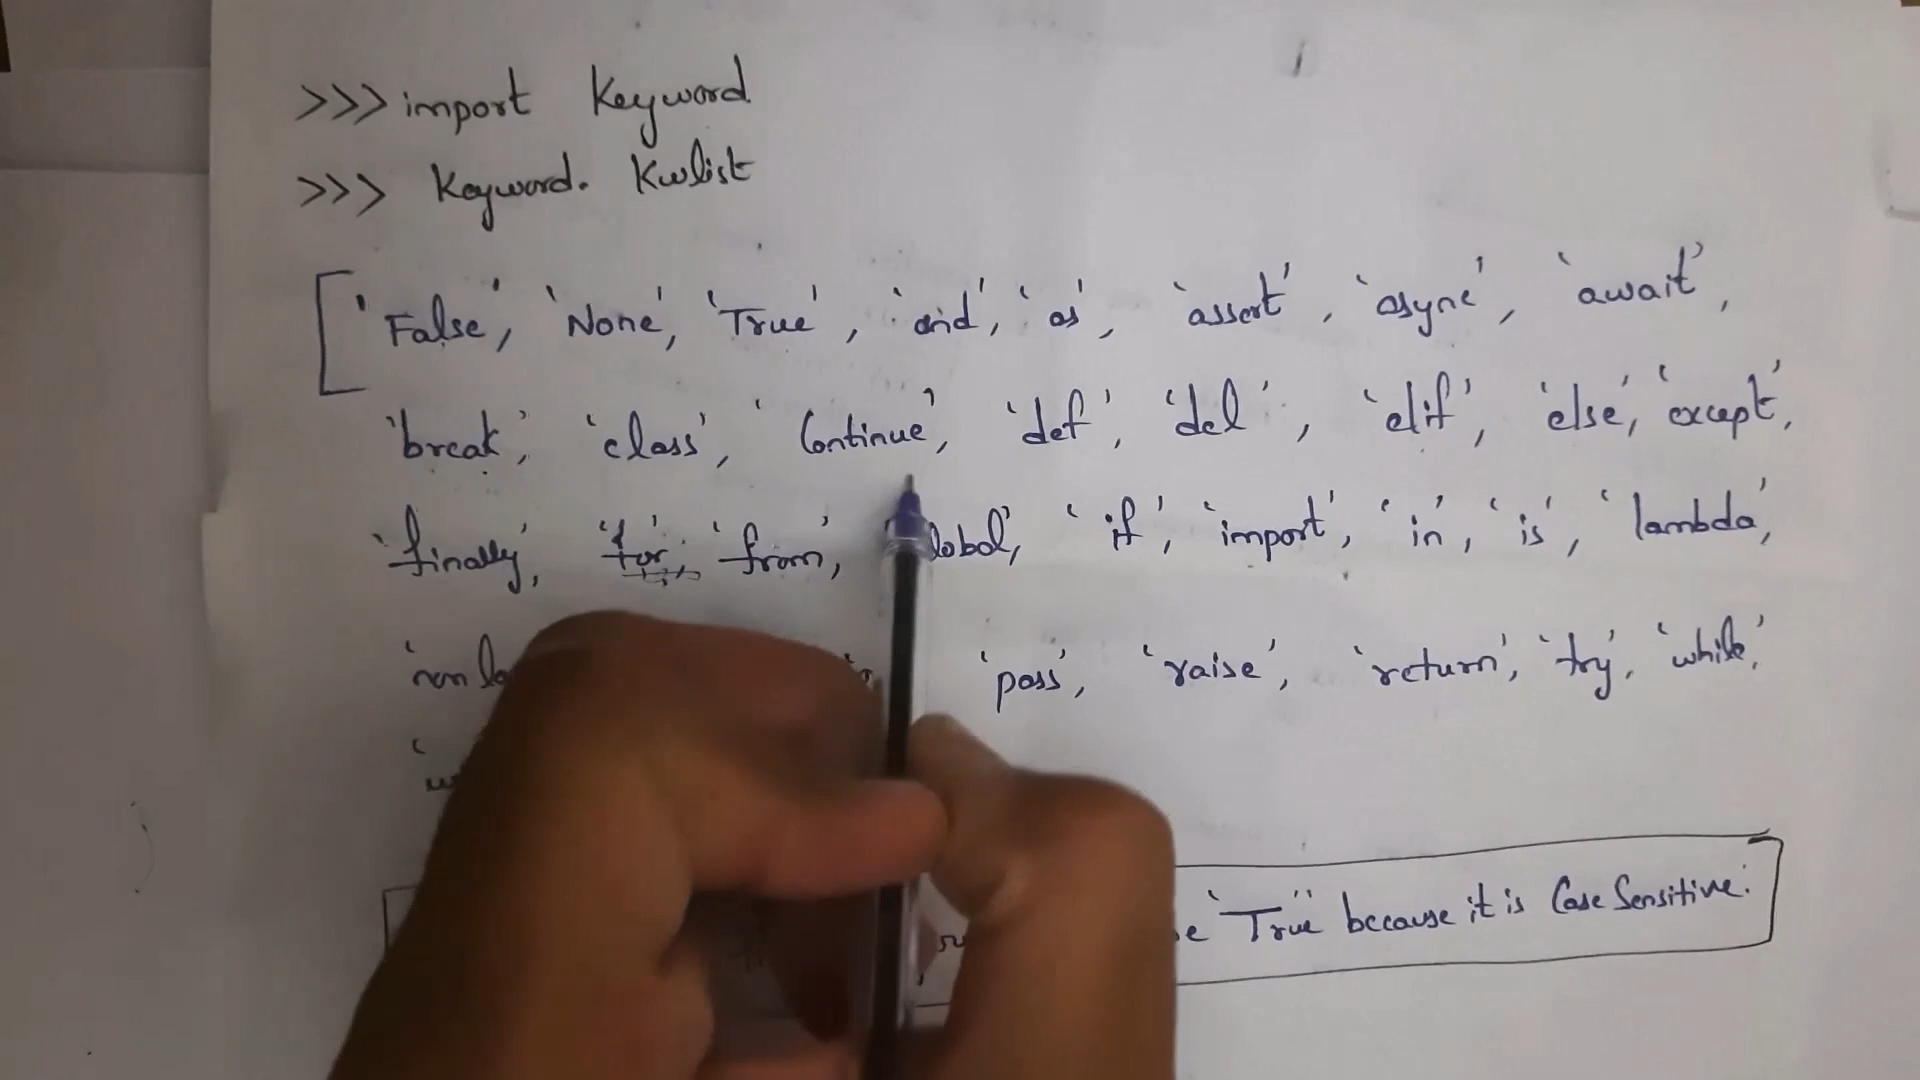 >>> import Keyword
>>> Keyword. Kwlist
['False', 'None', 'True', 'and', 'as', 'assert', 'async', 'await',
'break', 'class', 'Continue', 'def', 'del', 'elif', 'else', 'except',
'finally', 'for', 'from', lobal', 'if', 'import', 'in', 'is', 'lambda',
'pass', 'raise', 'return', 'try', 'while',
"True" because it is Case Sensitive.